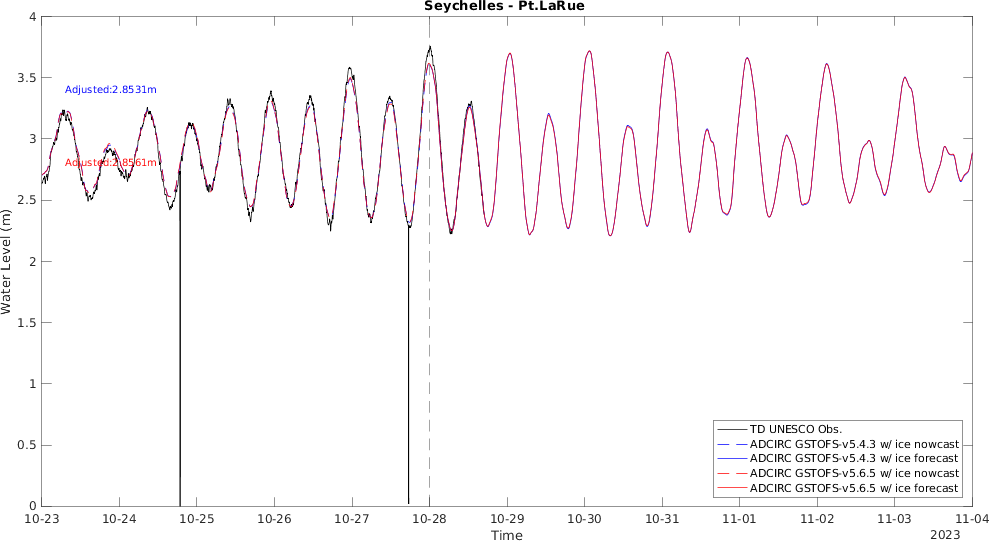 Seychelles - Pt.LaRue
4
3.5
3
2.5
2
1.5
1
0.5
0
Water Level (m)
Adjusted:2.8531m
Adjusted:2.8561m
TD UNESCO Obs.
ADCIRC GSTOFS-v5.4.3 w/ ice nowcast
ADCIRC GSTOFS-v5.4.3 w/ ice forecast
ADCIRC GSTOFS-v5.6.5 w/ ice nowcast
ADCIRC GSTOFS-v5.6.5 w/ ice forecast
10-23 10-24 10-25 10-26 10-27 10-28 10-29 10-30 10-31 11-01 11-02 11-03 11-04
Time
2023